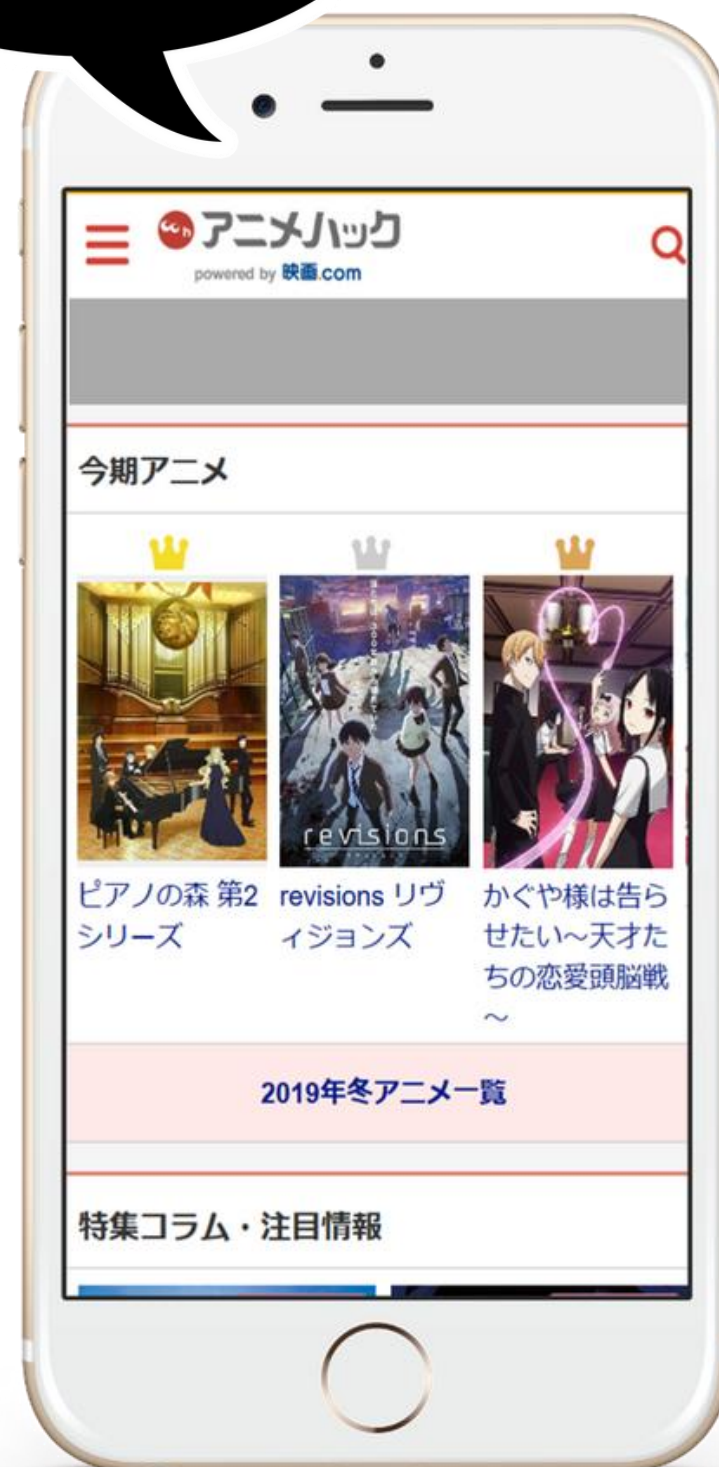 アニメハック
powered by 映画.com
今期アニメ
revisions
ピアノの森 第2
シリーズ
revisions リヴ
ィジョンズ
かぐや様は告ら
せたい～天才た
ちの恋愛頭脳戦
～
2019年冬アニメ一覧
特集コラム・注目情報